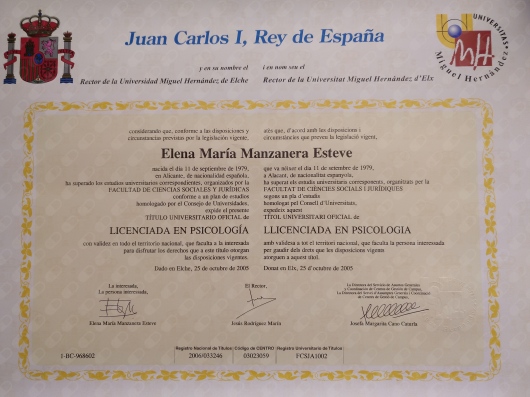 Juan Carlos I, Rey de España
UNIVERSITAS
Miguel Hernández
y en su nombre el
i en nom seu el
Rector de la Universidad Miguel Hernández de Elche
Rector de la Universitat Miguel Hernández d'Elx
considerando que, conforme a las disposiciones y
circunstancias previstas por la legislación vigente,
atés que, d'acord amb les disposicions i
circumstàncies que preveu la legislació vigent,
Elena María Manzanera Esteve
nacida el día 11 de septiembre de 1979,
en Alicante, de nacionalidad española,
ha superado los estudios universitarios correspondientes, organizados por la
FACULTAD DE CIENCIAS SOCIALES Y JURÍDICAS
conforme a un plan de estudios
homologado por el Consejo de Universidades,
expide el presente
TÍTULO UNIVERSITARIO OFICIAL de
que va nàixer el dia 11 de setembre de 1979,
a Alacant, de nacionalitat espanyola,
ha superat els estudis universitaris corresponents, organitzats per la
FACULTAT DE CIÈNCIES SOCIALS I JURÍDIQUES
segons un pla d'estudis
homologat pel Consell d'Universitats,
expedeix aquest
TÍTOL UNIVERSITARI OFICIAL de
LICENCIADA EN PSICOLOGÍA
LLICENCIADA EN PSICOLOGIA
con validez en todo el territorio nacional, que faculta a la interesada
para disfrutar los derechos que a este título otorgan
las disposiciones vigentes.
amb validesa a tot el territori nacional, que faculta la persona interessada
per gaudir dels drets que les disposicions vigents
atorguen a aquest títol.
Dado en Elche, 25 de octubre de 2005
Donat en Elx, 25 d'octubre de 2005
La interesada,
La persona interessada,
El Rector,
Elena María Manzanera Esteve
Jesús Rodríguez Marín
Josefa Margarita Cano Caturla
Registro Nacional de Títulos
Código de CENTRO
Registro Universitario de Títulos
1-BC-968602
2006/033246
03023059
FCSJA1002